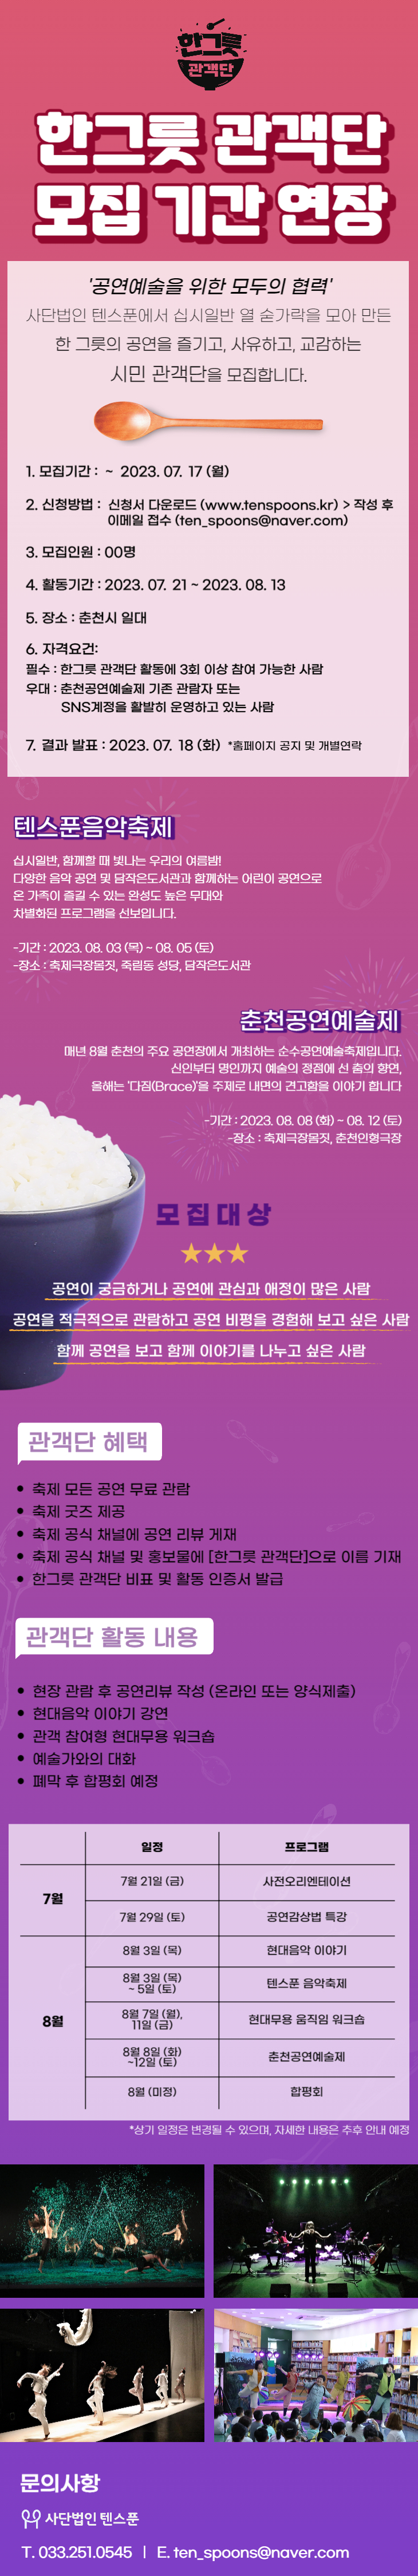 한그릇
관객단
한그릇 관객단
모집 기간 연장
'공연예술을 위한 모두의 협력'
사단법인 텐스푼에서 십시일반 열 숟가락을 모아 만든
한 그릇의 공연을 즐기고, 사유하고, 교감하는
시민 관객단을 모집합니다.
1. 모집기간 : ~ 2023. 07. 17 (월)
2. 신청방법 : 신청서 다운로드 (www.tenspoons.kr) > 작성 후
이메일 접수 (ten_spoons@naver.com)
3. 모집인원 : 00명
4. 활동기간 : 2023. 07. 21 ~ 2023. 08. 13
5. 장소 : 춘천시 일대
6. 자격요건:
필수 : 한그릇 관객단 활동에 3회 이상 참여 가능한 사람
우대 : 춘천공연예술제 기존 관람자 또는
SNS계정을 활발히 운영하고 있는 사람
7. 결과 발표 : 2023. 07. 18 (화) *홈페이지 공지 및 개별연락
텐스푼음악축제
십시일반, 함께할 때 빛나는 우리의 여름밤!
다양한 음악 공연 및 담작은도서관과 함께하는 어린이 공연으로
온 가족이 즐길 수 있는 완성도 높은 무대와
차별화된 프로그램을 선보입니다.
-기간 : 2023. 08. 03 (목) ~ 08. 05 (토)
-장소 : 축제극장몸짓, 죽림동 성당, 담작은도서관
춘천공연예술제
매년 8월 춘천의 주요 공연장에서 개최하는 순수공연예술축제입니다.
신인부터 명인까지 예술의 정점에 선 춤의 향연,
올해는 '다짐(Brace)'을 주제로 내면의 견고함을 이야기 합니다
-기간 : 2023. 08. 08 (화) ~ 08. 12 (토)
-장소 : 축제극장몸짓, 춘천인형극장
모집대상
공연이 궁금하거나 공연에 관심과 애정이 많은 사람
공연을 적극적으로 관람하고 공연 비평을 경험해 보고 싶은 사람
함께 공연을 보고 함께 이야기를 나누고 싶은 사람
관객단 혜택
• 축제 모든 공연 무료 관람
• 축제 굿즈 제공
• 축제 공식 채널에 공연 리뷰 게재
• 축제 공식 채널 및 홍보물에 [한그릇 관객단]으로 이름 기재
• 한그릇 관객단 비표 및 활동 인증서 발급
관객단 활동 내용
• 현장 관람 후 공연리뷰 작성 (온라인 또는 양식제출)
• 현대음악 이야기 강연
• 관객 참여형 현대무용 워크숍
• 예술가와의 대화
• 폐막 후 합평회 예정
일정 프로그램
7월
7월 21일 (금) 사전오리엔테이션
7월 29일 (토) 공연감상법 특강
8월
8월 3일 (목) 현대음악 이야기
8월 3일 (목)
~ 5일 (토) 텐스푼 음악축제
8월 7일 (월),
11일 (금) 현대무용 움직임 워크숍
8월 8일 (화)
~12일 (토) 춘천공연예술제
8월 (미정) 합평회
*상기 일정은 변경될 수 있으며, 자세한 내용은 추후 안내 예정
문의사항
사단법인 텐스푼
T. 033.251.0545 | E. ten_spoons@naver.com